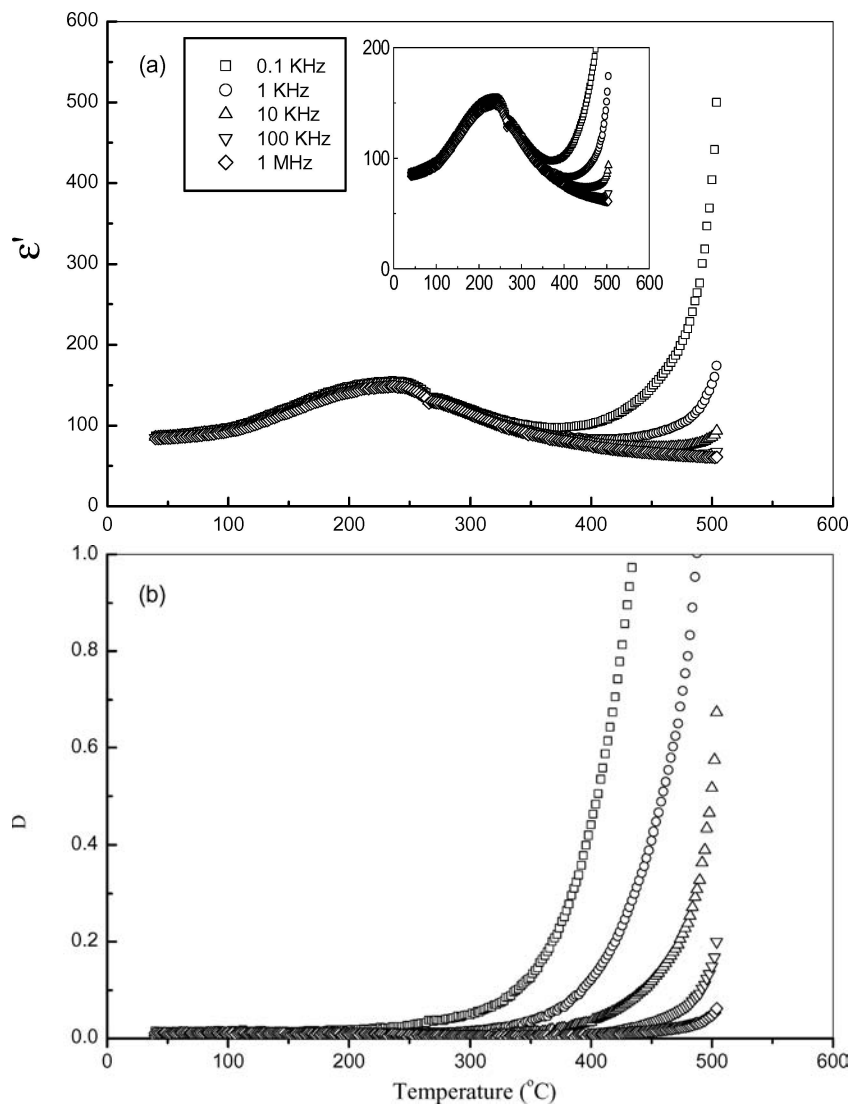 600
500
400
300
200
100
0
ε'
(a)
0.1 KHz
1 KHz
10 KHz
100 KHz
1 MHz
200
100
0
0 100 200 300 400 500 600
0 100 200 300 400 500 600
1.0
0.8
0.6
0.4
0.2
0.0
D
(b)
0 100 200 300 400 500 600
Temperature (°C)